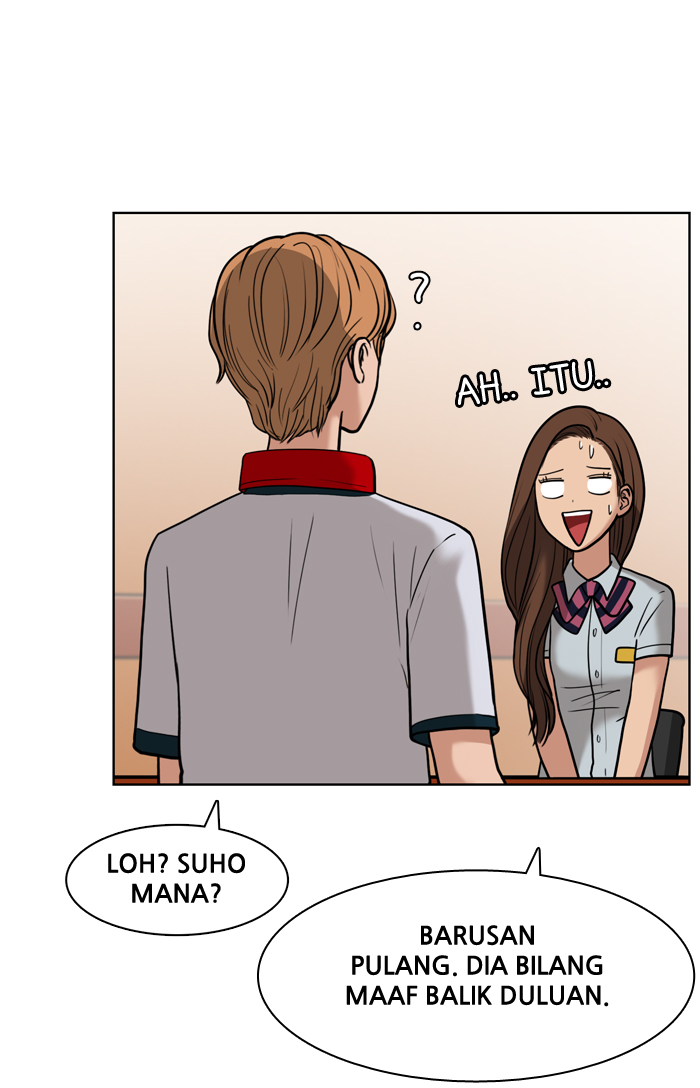 ?
AH.. ITU..
LOH? SUHO
MANA?
BARUSAN
PULANG. DIA BILANG
MAAF BALIK DULUAN.